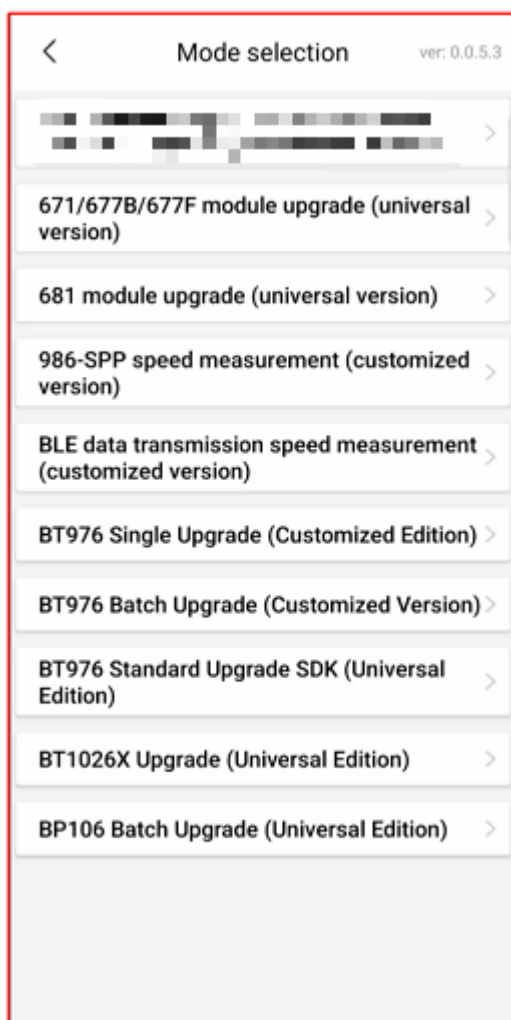 Mode selection
ver: 0.0.5.3
671/677B/677F module upgrade (universal
version)
681 module upgrade (universal version)
986-SPP speed measurement (customized
version)
BLE data transmission speed measurement
(customized version)
BT976 Single Upgrade (Customized Edition)
BT976 Batch Upgrade (Customized Version)
BT976 Standard Upgrade SDK (Universal
Edition)
BT1026X Upgrade (Universal Edition)
BP106 Batch Upgrade (Universal Edition)